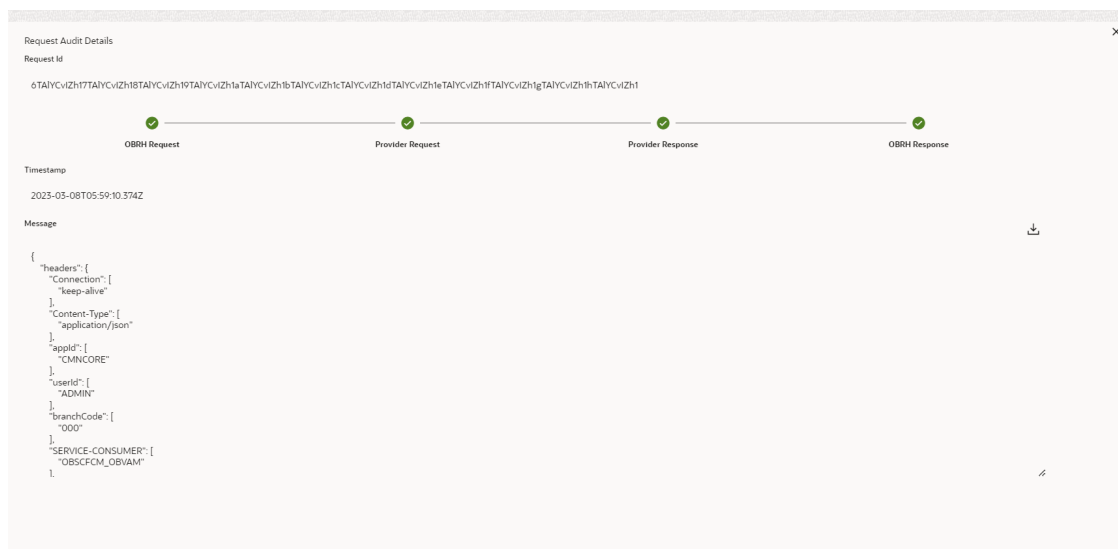 Request Audit Details
Request Id
6TAlYCvIZh17TAlYCvIZh18TAlYCvIZh19TAlYCvIZh1aTAlYCvIZh1bTAlYCvIZh1cTAlYCvIZh1dTAlYCvIZh1eTAlYCvIZh1fTAlYCvIZh1gTAlYCvIZh1hTAlYCvIZh1
OBRH Request
Provider Request
Provider Response
OBRH Response
Timestamp
2023-03-08T05:59:10.374Z
Message
{
"headers": {
"Connection": [
"keep-alive"
],
"Content-Type": [
"application/json"
],
"appId": [
"CMNCORE"
],
"userId": [
"ADMIN"
],
"branchCode": [
"000"
],
"SERVICE-CONSUMER": [
"OBSCFCM_OBVAM"
],